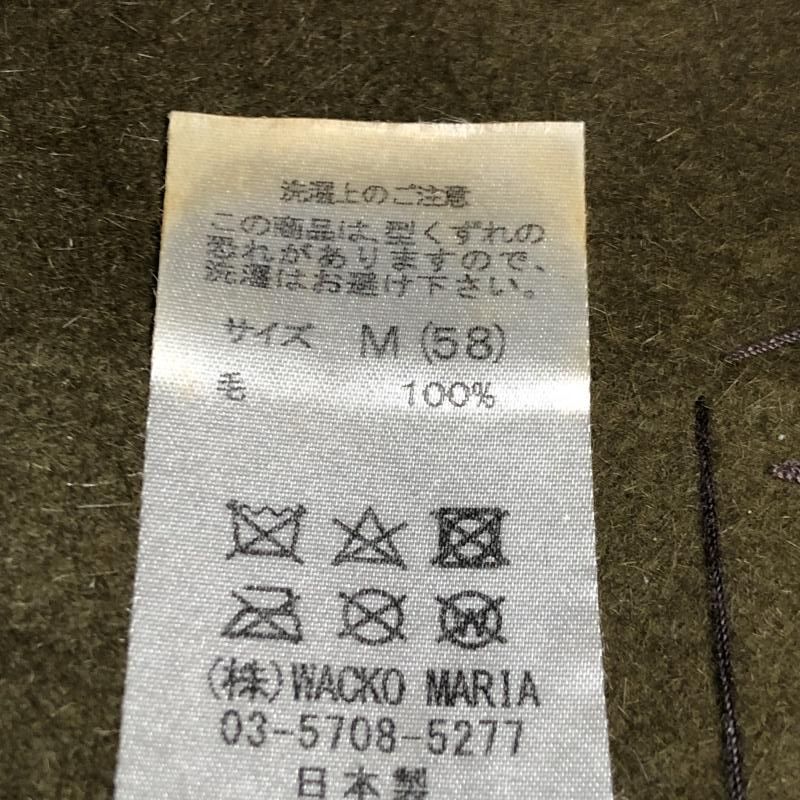 洗濯上のご注意
この商品は、型くずれの
恐れがありますので、
洗濯はお避け下さい。
サイズ M (58)
毛 100%
(株)WACKO MARIA
03-5708-5277
日本製